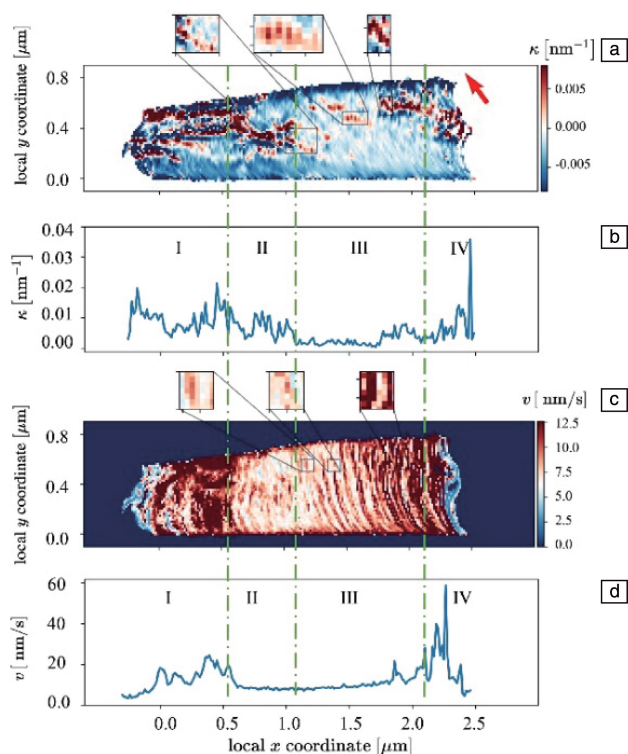 κ [nm⁻¹]
a
local y coordinate [μm]
0.8
0.4
0.0
0.005
0.000
-0.005
b
κ [nm⁻¹]
0.04
0.03
0.02
0.01
0.00
I II III IV
v [ nm/s]
c
local y coordinate [μm]
0.8
0.4
0.0
12.5
10.0
7.5
5.0
2.5
0.0
d
v [ nm/s]
60
40
20
0.0
I II III IV
0.0 0.5 1.0 1.5 2.0 2.5
local x coordinate [μm]